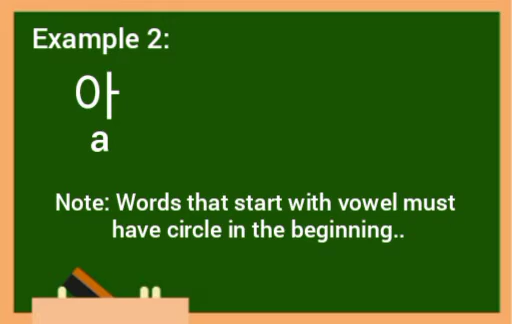 Example 2:
아
a
Note: Words that start with vowel must
have circle in the beginning..